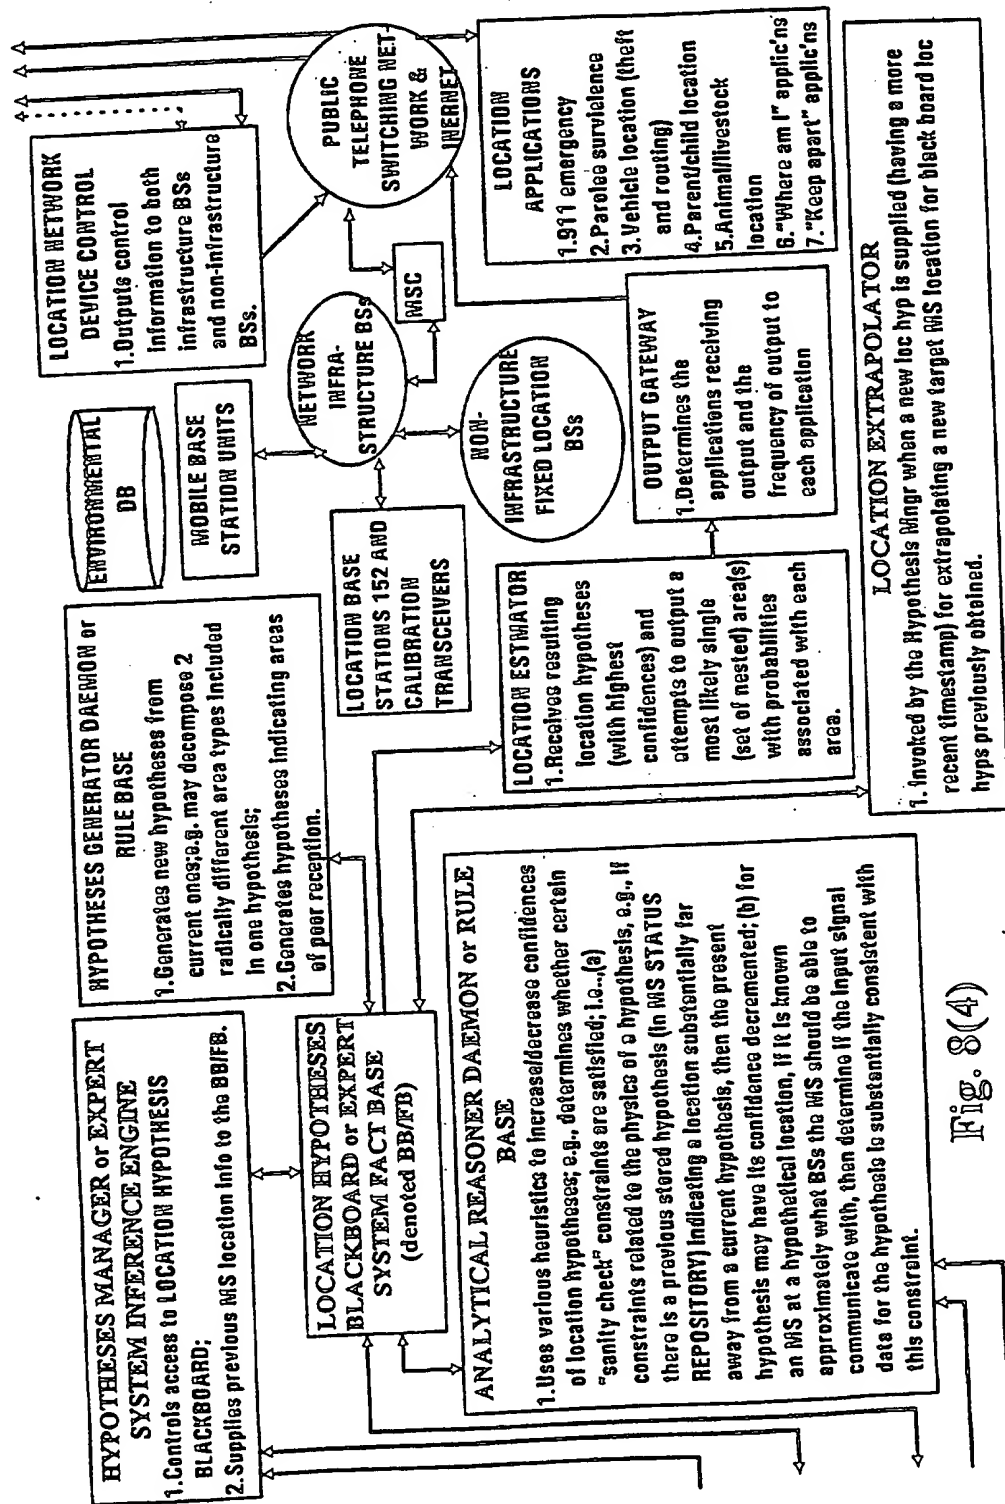 HYPOTHESES MANAGER or EXPERT
SYSTEM INFERENCE ENGINE
1.Controls access to LOCATION HYPOTHESIS
BLACKBOARD;
2.Supplies previous MS location info to the BB/FB.
HYPOTHESES GENERATOR DAEMON or
RULE BASE
1.Generates new hypotheses from
current ones;e.g. may decompose 2
radically different area types included
in one hypothesis;
2.Generates hypotheses indicating areas
of poor reception.
ENVIRONMENTAL
DB
MOBILE BASE
STATION UNITS
LOCATION NETWORK
DEVICE CONTROL
1.Outputs control
information to both
infrastructure BSs
and non-infrastructure
BSs.
LOCATION HYPOTHESES
BLACKBOARD or EXPERT
SYSTEM FACT BASE
(denoted BB/FB)
LOCATION BASE
STATIONS 152 AND
CALIBRATION
TRANSCEIVERS
NETWORK
INFRA-
STRUCTURE BSs
MSC
PUBLIC
TELEPHONE
SWITCHING NET-
WORK &
INERNET
NON-
INFRASTRUCTURE
FIXED LOCATION
BSs
ANALYTICAL REASONER DAEMON or RULE
BASE
1.Uses various heuristics to increase/decrease confidences
of location hypotheses; e.g., determines whether certain
"sanity check" constraints are satisfied; i.e.,.(a)
constraints related to the physics of a hypothesis, e.g., if
there is a previous stored hypothesis (in MS STATUS
REPOSITORY) indicating a location substantially far
away from a current hypothesis, then the present
hypothesis may have its confidence decremented; (b) for
an MS at a hypothetical location, if it is known
approximately what BSs the MS should be able to
communicate with, then determine if the input signal
data for the hypothesis is substantially consistent with
this constraint.
LOCATION ESTMATOR
1.Receives resulting
location hypotheses
(with highest
confidences) and
attempts to output a
most likely single
(set of nested) area(s)
with probabilities
associated with each
area.
OUTPUT GATEWAY
1.Determines the
applications receiving
output and the
frequency of output to
each application
LOCATION
APPLICATIONS
1.911 emergency
2.Parolee survielence
3.Vehicle location (theft
and routing)
4.Parent/child location
5.Animal/livestock
location
6."Where am I" applic'ns
7."Keep apart" applic'ns
LOCATION EXTRAPOLATOR
1. Invoked by the Hypothesis Mngr when a new loc hyp is supplied (having a more
recent timestamp) for extrapolating a new target MS location for black board loc
hyps previously obtained.
Fig. 8(4)